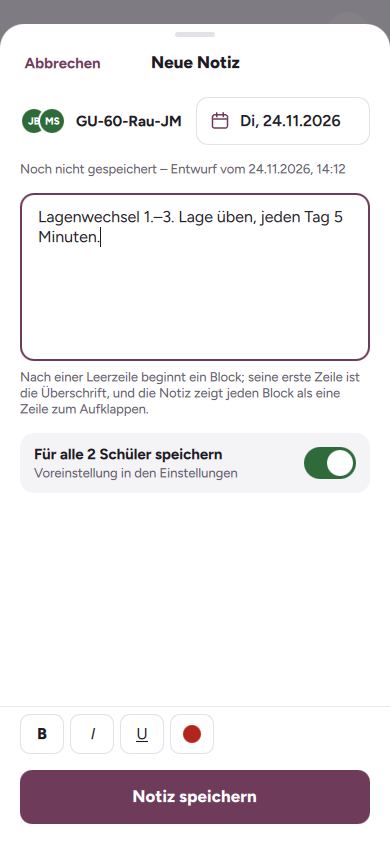 Abbrechen
Neue Notiz
JB MS GU-60-Rau-JM
Di, 24.11.2026
Noch nicht gespeichert – Entwurf vom 24.11.2026, 14:12
Lagenwechsel 1.–3. Lage üben, jeden Tag 5
Minuten.
Nach einer Leerzeile beginnt ein Block; seine erste Zeile ist
die Überschrift, und die Notiz zeigt jeden Block als eine
Zeile zum Aufklappen.
Für alle 2 Schüler speichern
Voreinstellung in den Einstellungen
B I U
Notiz speichern